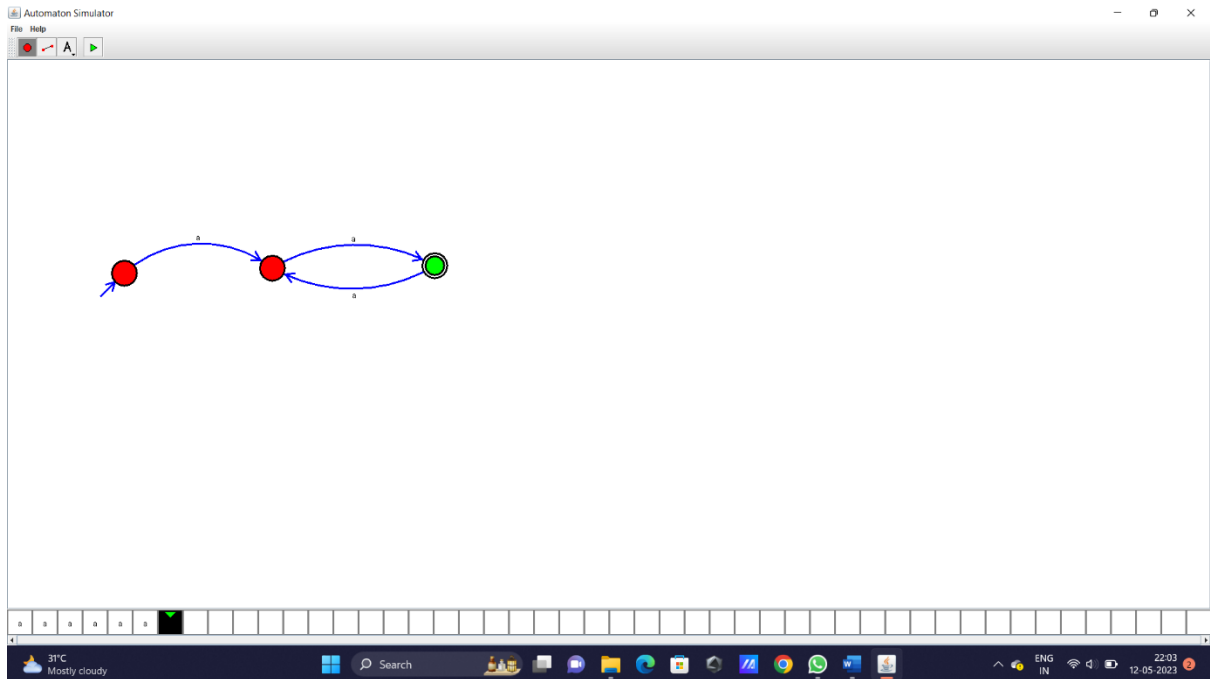 Automaton Simulator
File Help
A
a
a
a
a a a a a a
31°C
Mostly cloudy
Search
ENG
IN
22:03
12-05-2023
2